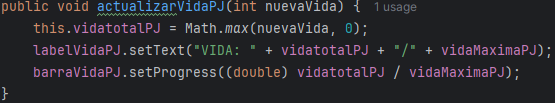 public void actualizarVidaPJ(int nuevaVida) { 1 usage
this.vidatotalPJ = Math.max(nuevaVida, 0);
labelVidaPJ.setText("VIDA: " + vidatotalPJ + "/" + vidaMaximaPJ);
barraVidaPJ.setProgress((double) vidatotalPJ / vidaMaximaPJ);
}